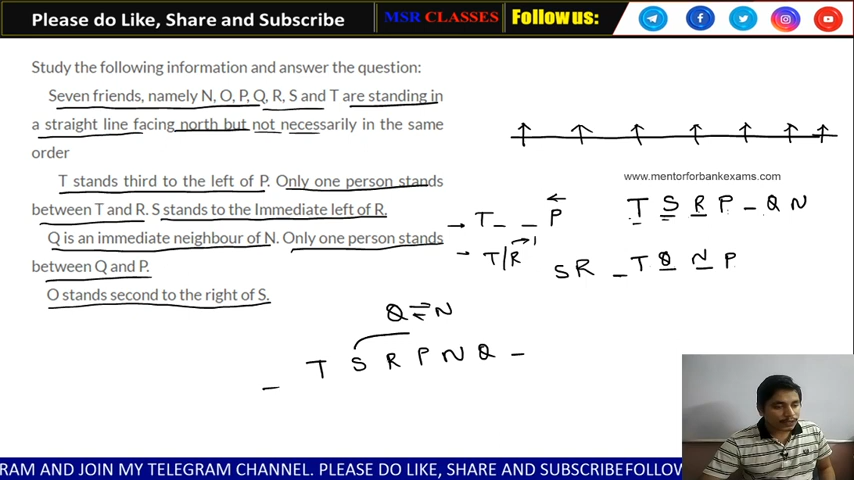 Please do Like, Share and Subscribe
MSR CLASSES
Follow us:
Study the following information and answer the question:
Seven friends, namely N, O, P, Q, R, S and T are standing in
a straight line facing north but not necessarily in the same
order
T stands third to the left of P. Only one person stands
between T and R. S stands to the Immediate left of R.
Q is an immediate neighbour of N. Only one person stands
between Q and P.
O stands second to the right of S.
www.mentorforbankexams.com
T S R P _ Q N
T _ _ P
T/R
S R _ T Q N P
Q ⇌ N
_ T S R P N Q _
RAM AND JOIN MY TELEGRAM CHANNEL. PLEASE DO LIKE, SHARE AND SUBSCRIBEFOLLOW